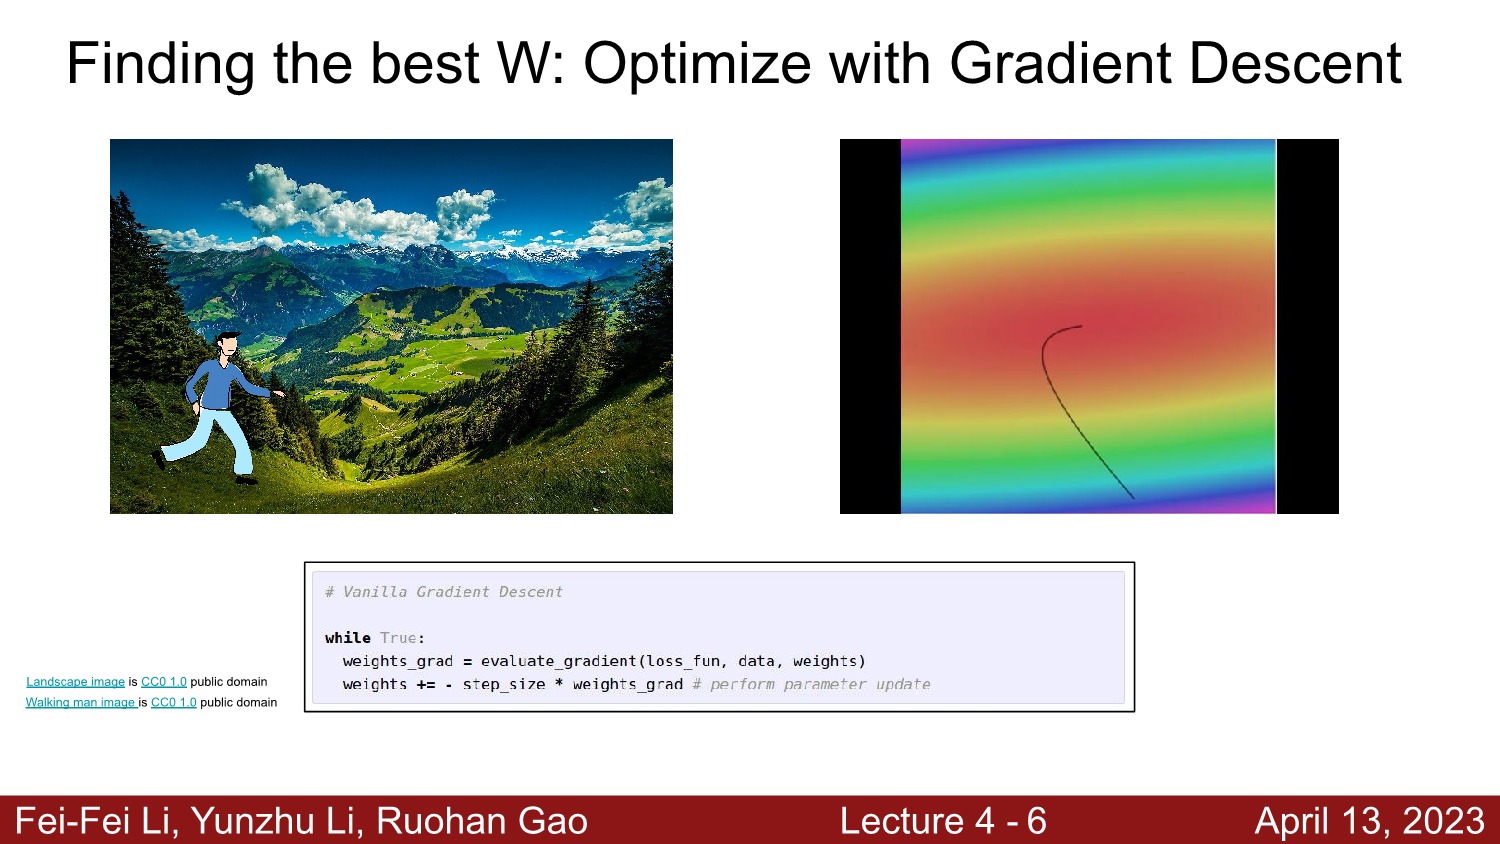 Finding the best W: Optimize with Gradient Descent
# Vanilla Gradient Descent
while True:
weights_grad = evaluate_gradient(loss_fun, data, weights)
weights += - step_size * weights_grad # perform parameter update
Landscape image is CC0 1.0 public domain
Walking man image is CC0 1.0 public domain
Fei-Fei Li, Yunzhu Li, Ruohan Gao
Lecture 4 - 6
April 13, 2023